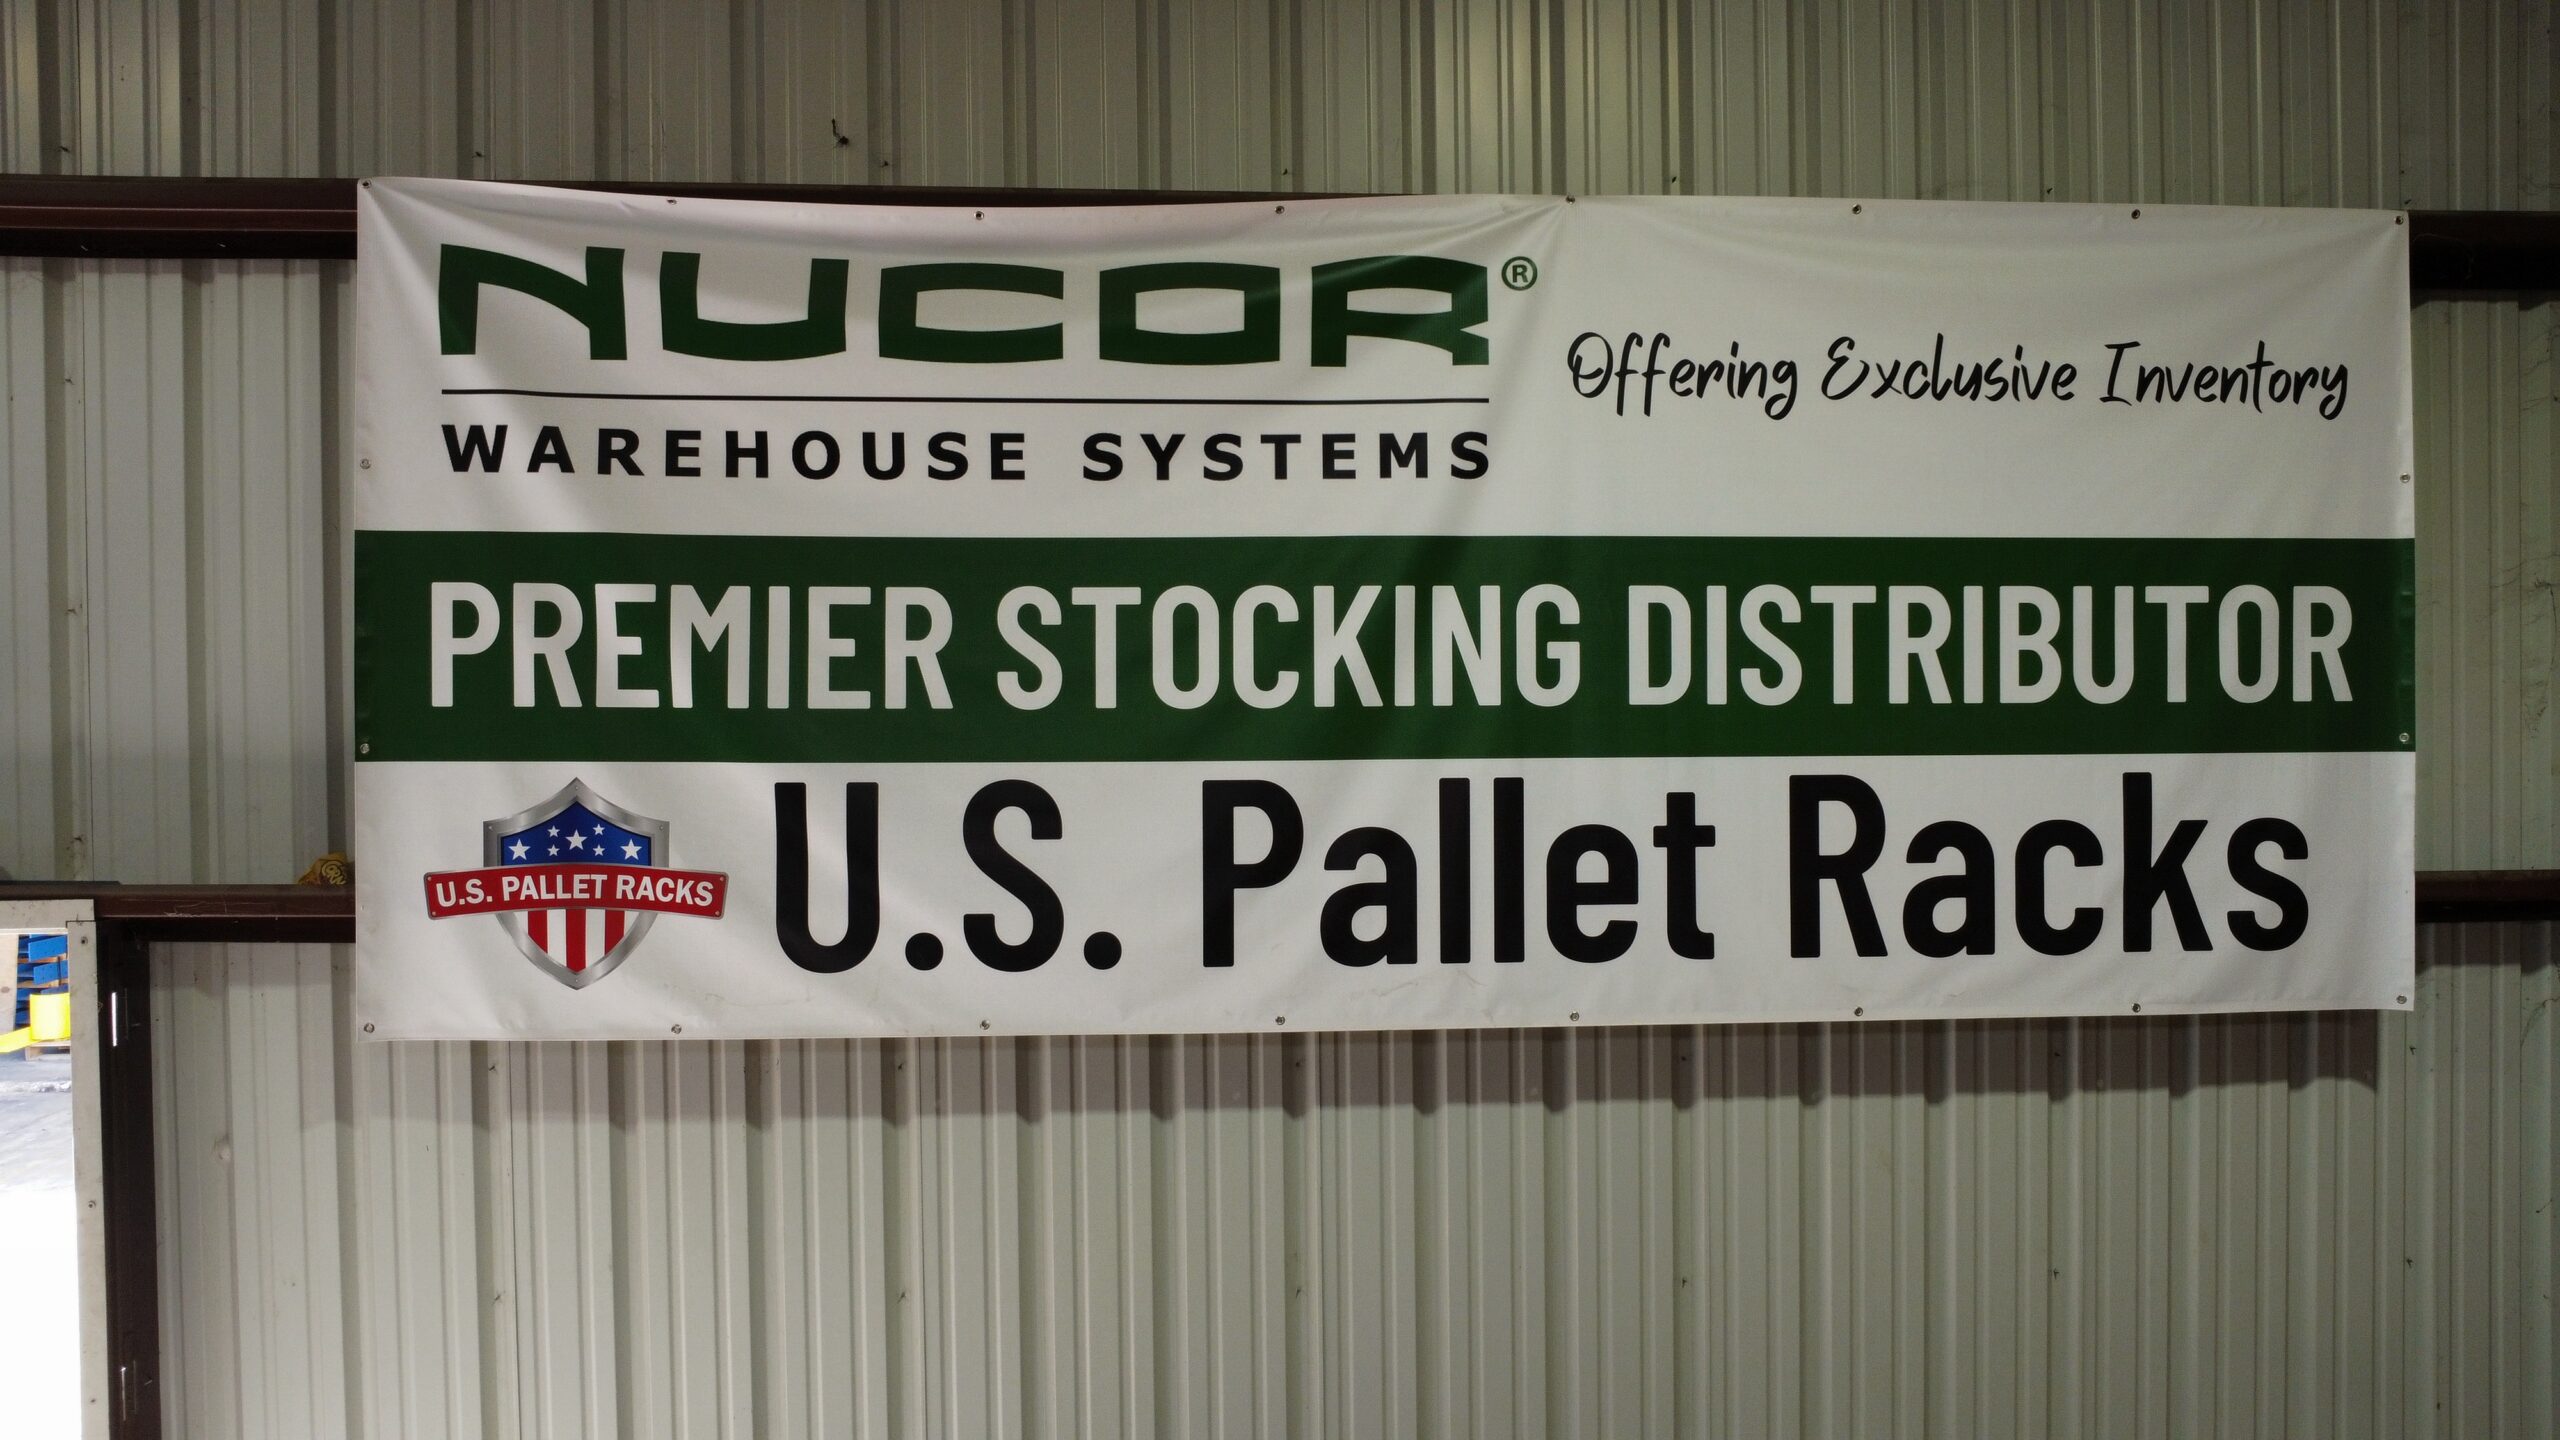 NUCOR®
WAREHOUSE SYSTEMS
Offering Exclusive Inventory
PREMIER STOCKING DISTRIBUTOR
U.S. PALLET RACKS
U.S. Pallet Racks